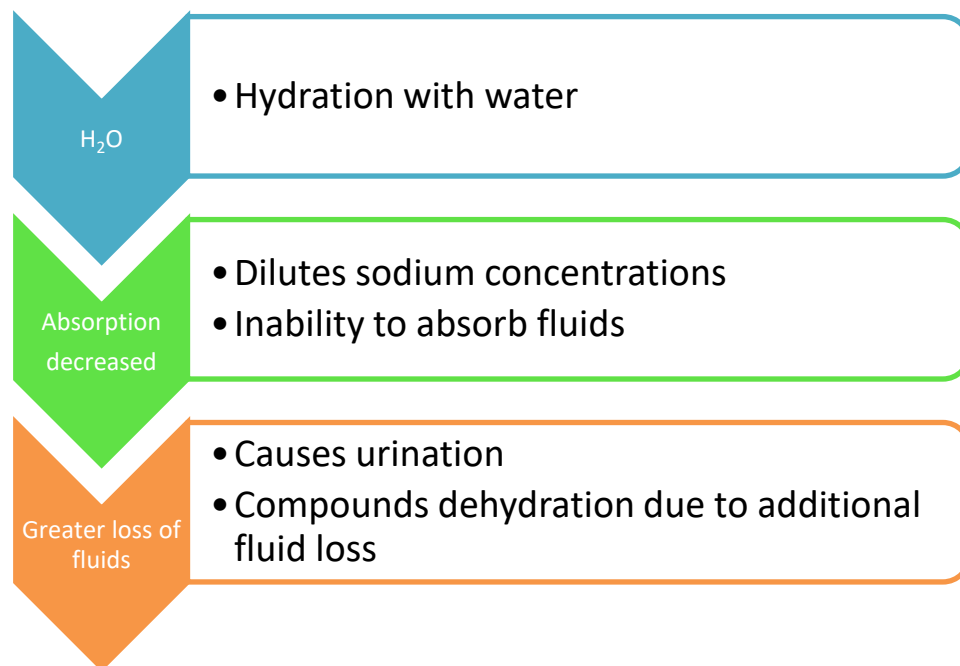 H₂O
• Hydration with water
Absorption
decreased
• Dilutes sodium concentrations
• Inability to absorb fluids
Greater loss of
fluids
• Causes urination
• Compounds dehydration due to additional
fluid loss